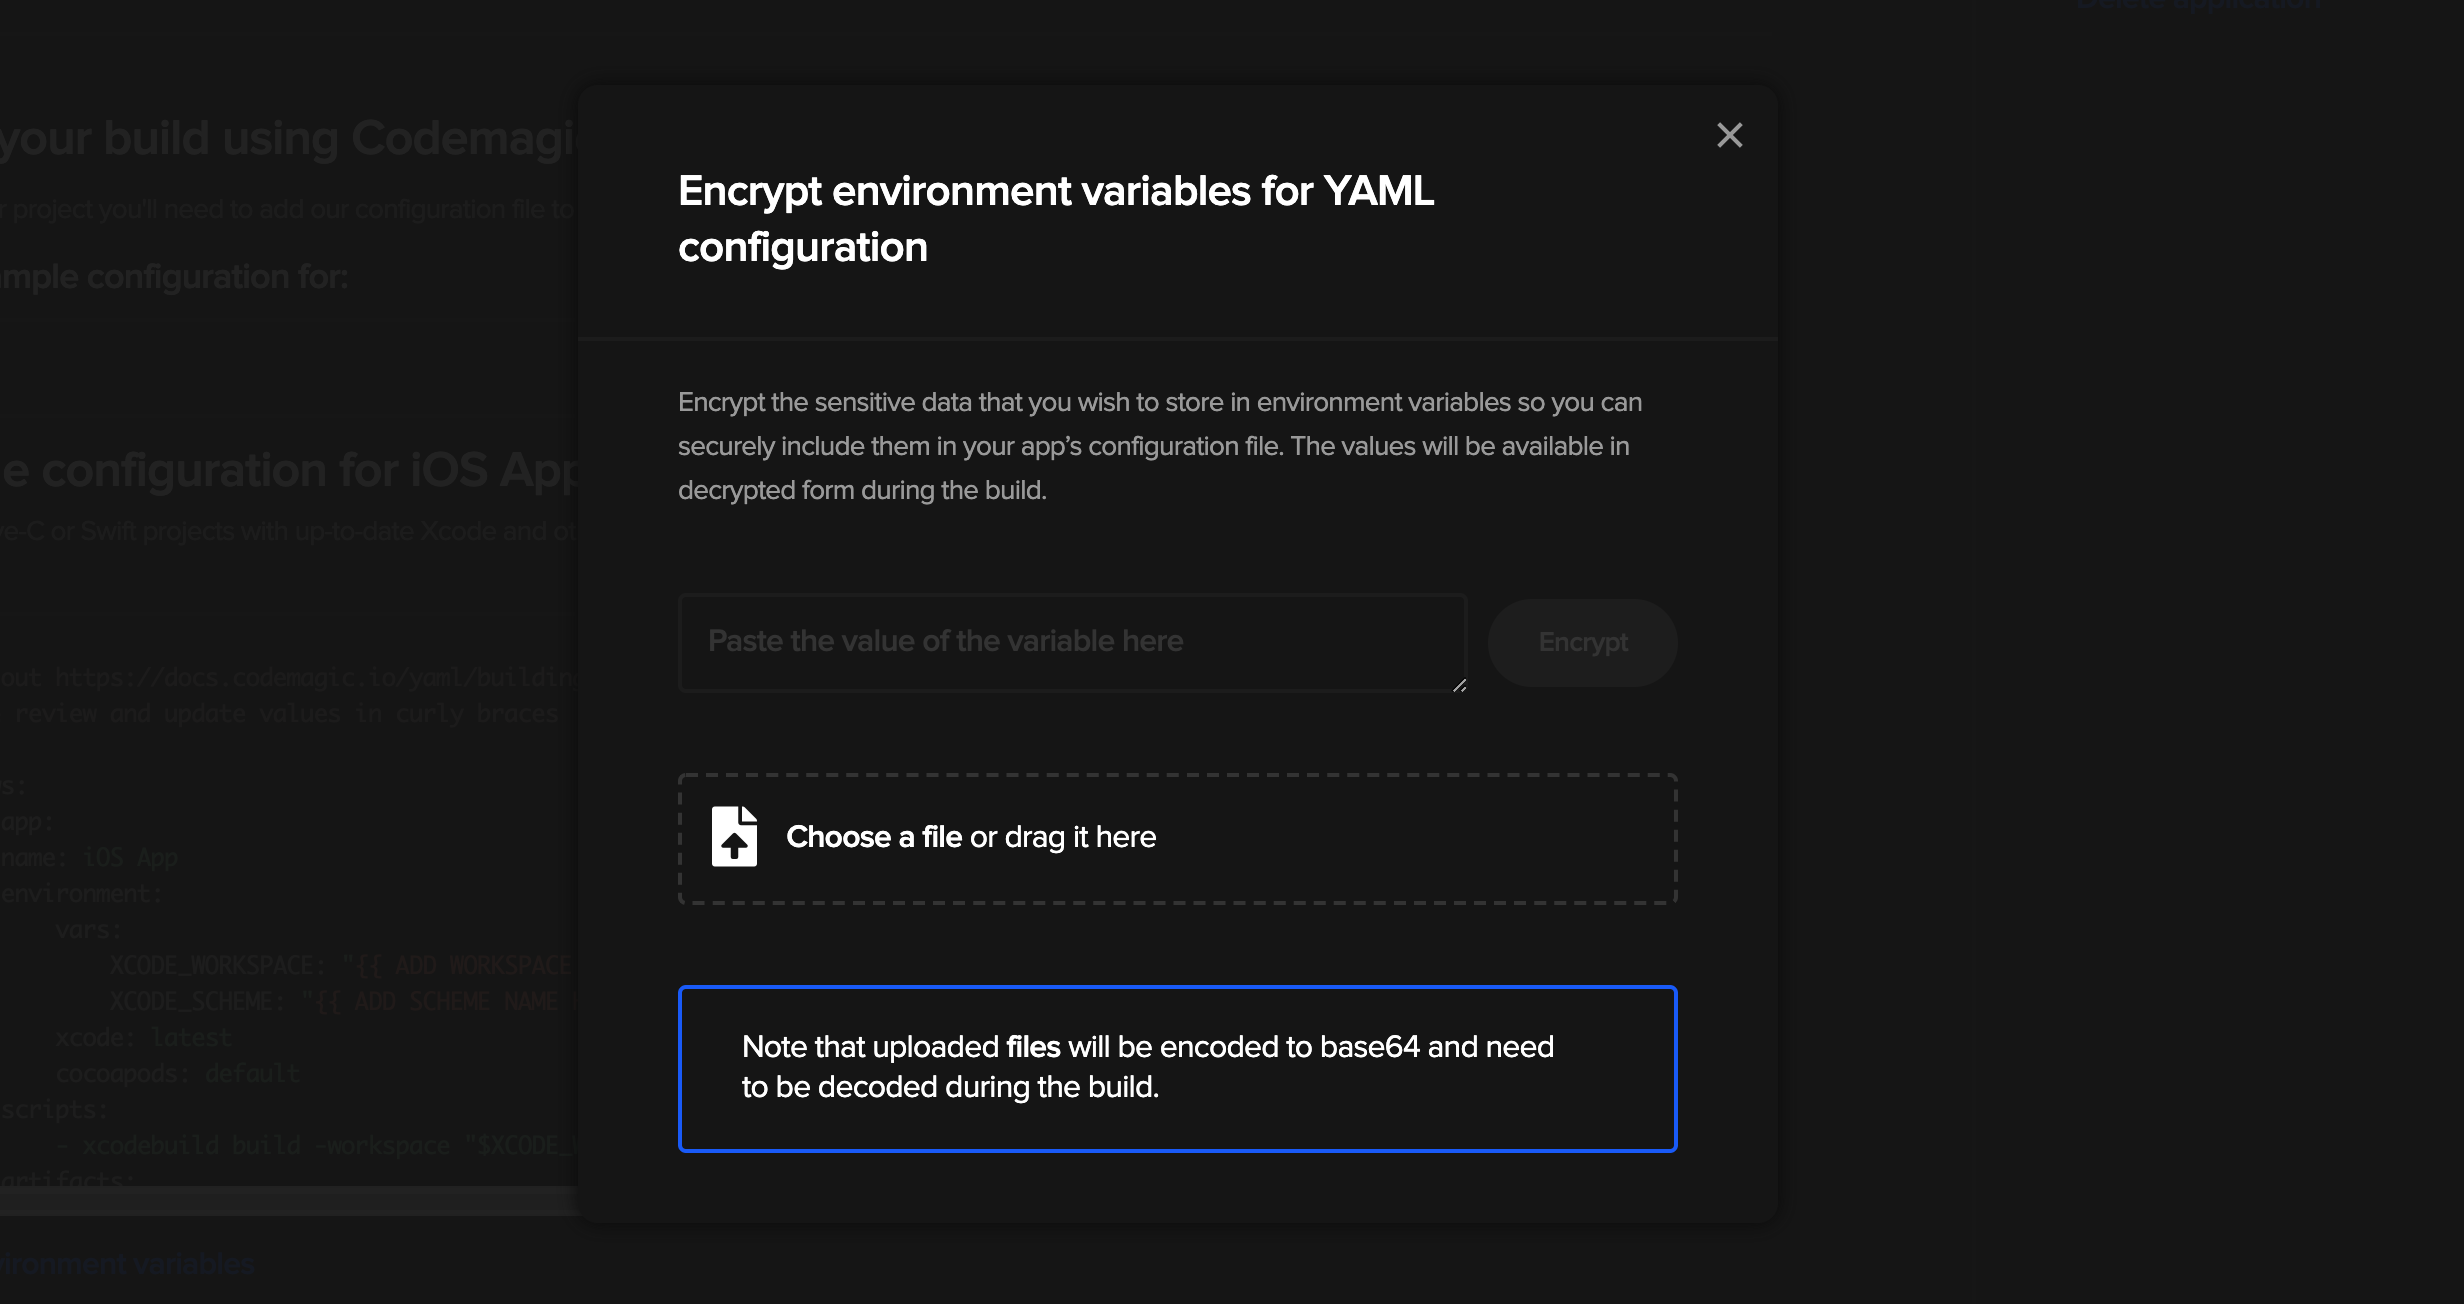 Delete application
your build using Codemagic
r project you'll need to add our configuration file to
mple configuration for:
e configuration for iOS App
ve-C or Swift projects with up-to-date Xcode and ot
out https://docs.codemagic.io/yaml/building
review and update values in curly braces
s:
app:
name: iOS App
environment:
vars:
XCODE_WORKSPACE: "{{ ADD WORKSPACE
XCODE_SCHEME: "{{ ADD SCHEME NAME
xcode: latest
cocoapods: default
scripts:
- xcodebuild build -workspace "$XCODE_
artifacts:
vironment variables
Encrypt environment variables for YAML
configuration
Encrypt the sensitive data that you wish to store in environment variables so you can
securely include them in your app’s configuration file. The values will be available in
decrypted form during the build.
Paste the value of the variable here
Encrypt
Choose a file or drag it here
Note that uploaded files will be encoded to base64 and need
to be decoded during the build.